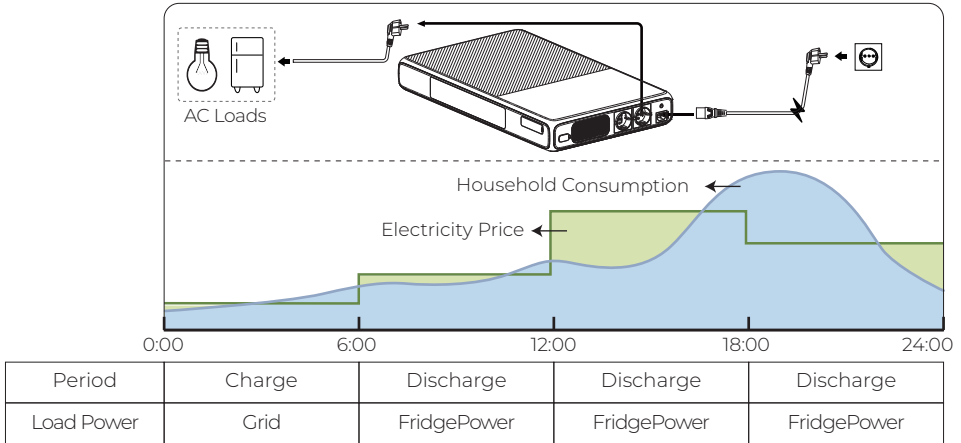 AC Loads
Household Consumption
Electricity Price
0:00 6:00 12:00 18:00 24:00
Period Charge Discharge Discharge Discharge
Load Power Grid FridgePower FridgePower FridgePower